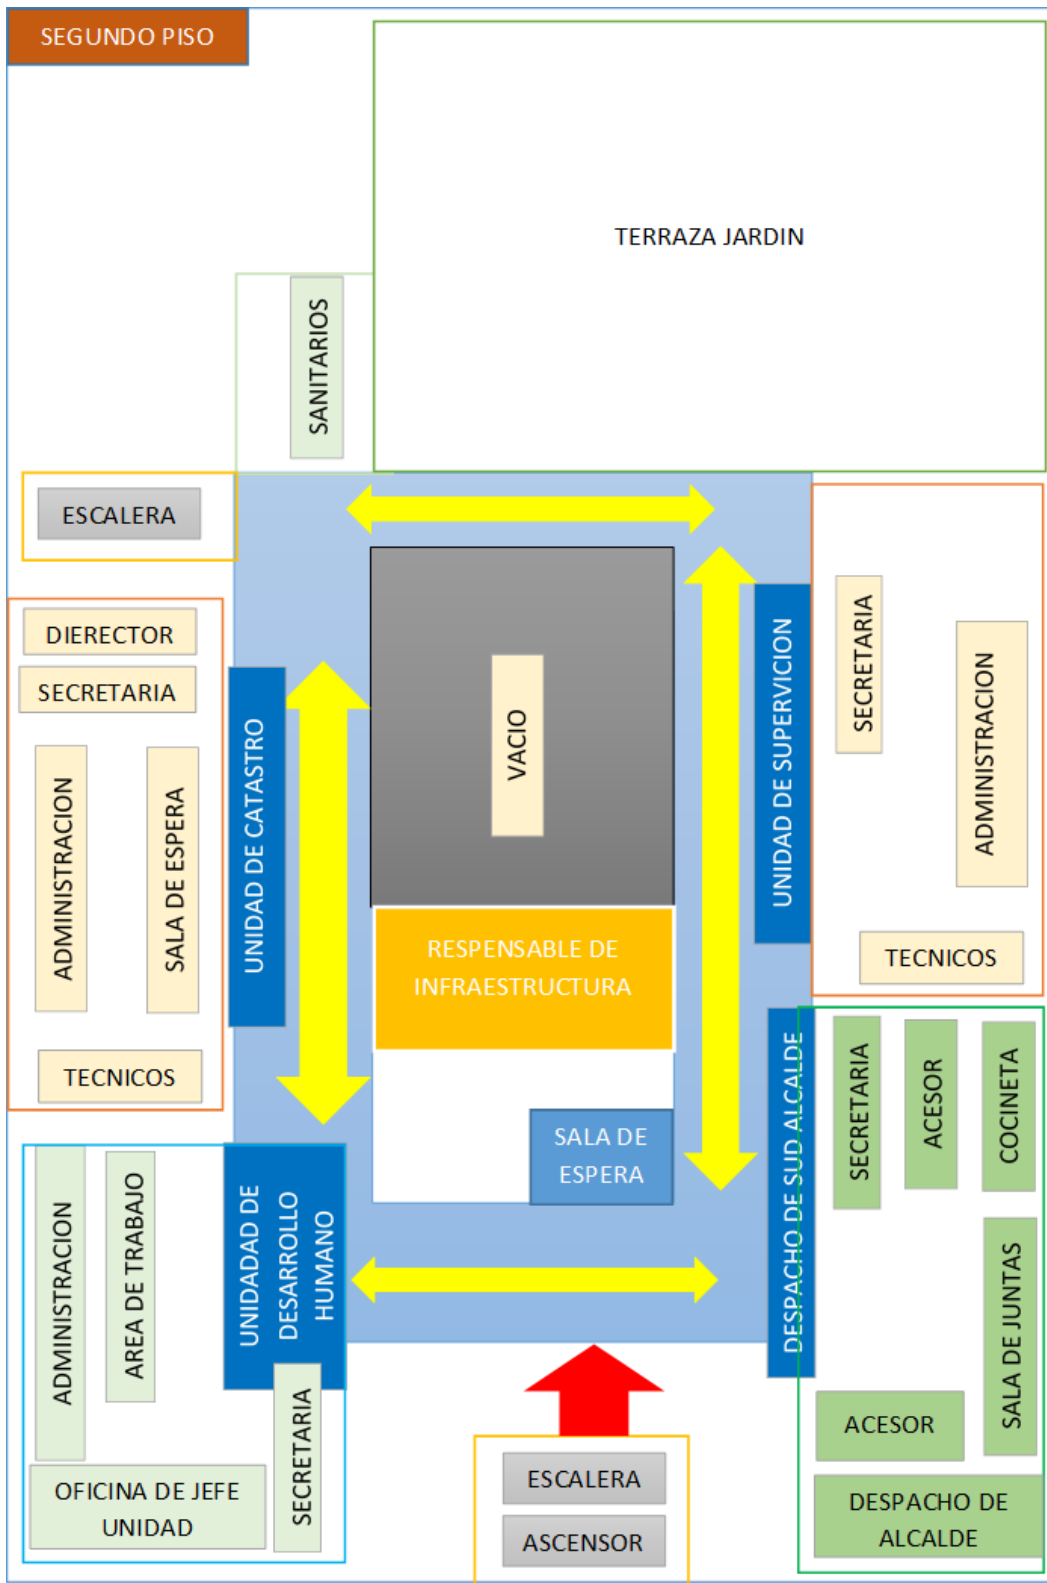 SEGUNDO PISO
TERRAZA JARDIN
SANITARIOS
ESCALERA
DIERECTOR
SECRETARIA
ADMINISTRACION
SALA DE ESPERA
TECNICOS
UNIDAD DE CATASTRO
VACIO
RESPENSABLE DE
INFRAESTRUCTURA
SALA DE
ESPERA
UNIDAD DE SUPERVICION
SECRETARIA
ADMINISTRACION
TECNICOS
DESPACHO DE SUD ALCALDE
SECRETARIA
ACESOR
COCINETA
SALA DE JUNTAS
ACESOR
DESPACHO DE
ALCALDE
UNIDADAD DE
DESARROLLO
HUMANO
ADMINISTRACION
AREA DE TRABAJO
SECRETARIA
OFICINA DE JEFE
UNIDAD
ESCALERA
ASCENSOR